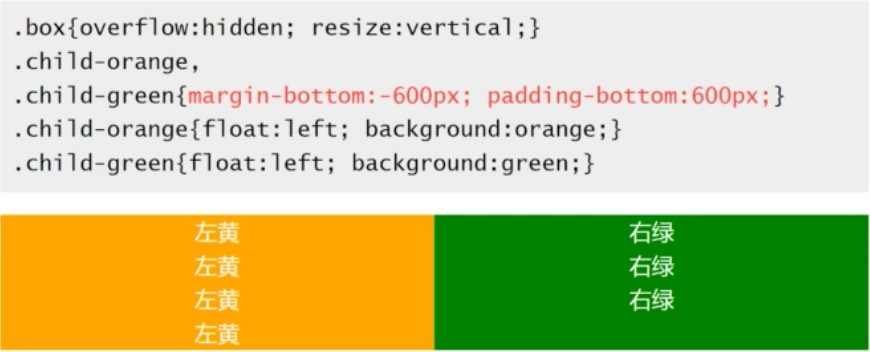 .box{overflow:hidden; resize:vertical;}
.child-orange,
.child-green{margin-bottom:-600px; padding-bottom:600px;}
.child-orange{float:left; background:orange;}
.child-green{float:left; background:green;}
左黄 右绿
左黄 右绿
左黄 右绿
左黄